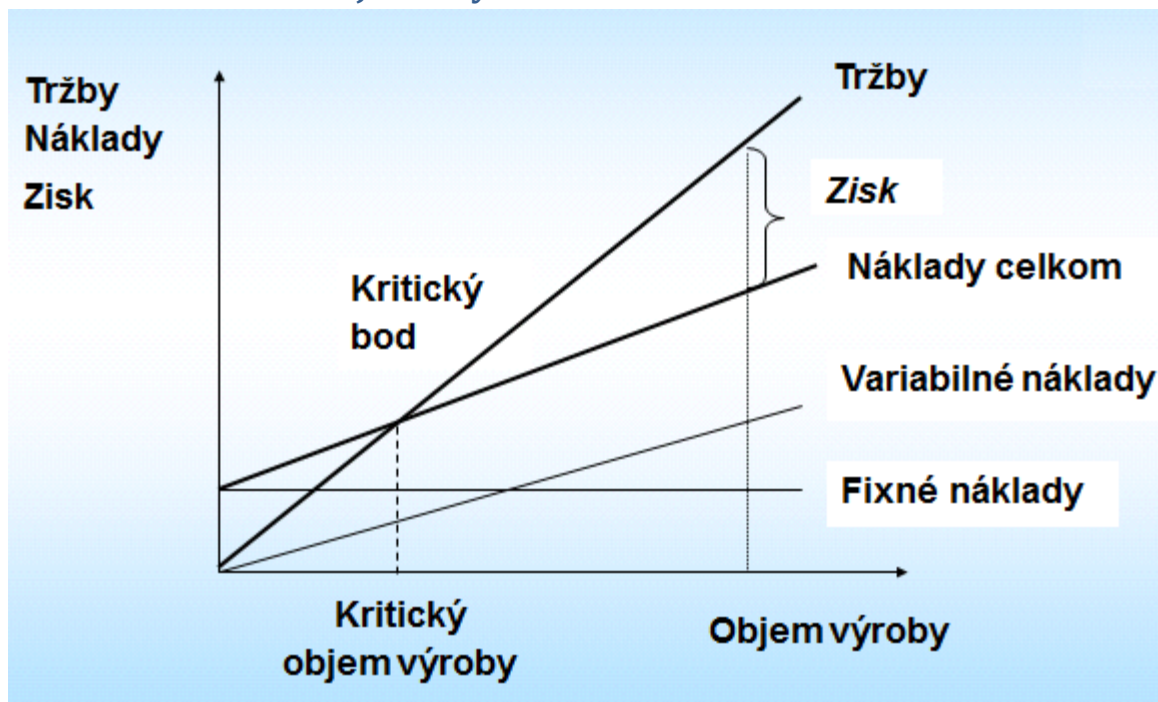 Tržby
Náklady
Zisk
Tržby
Zisk
Náklady celkom
Kritický
bod
Variabilné náklady
Fixné náklady
Kritický
objem výroby
Objem výroby